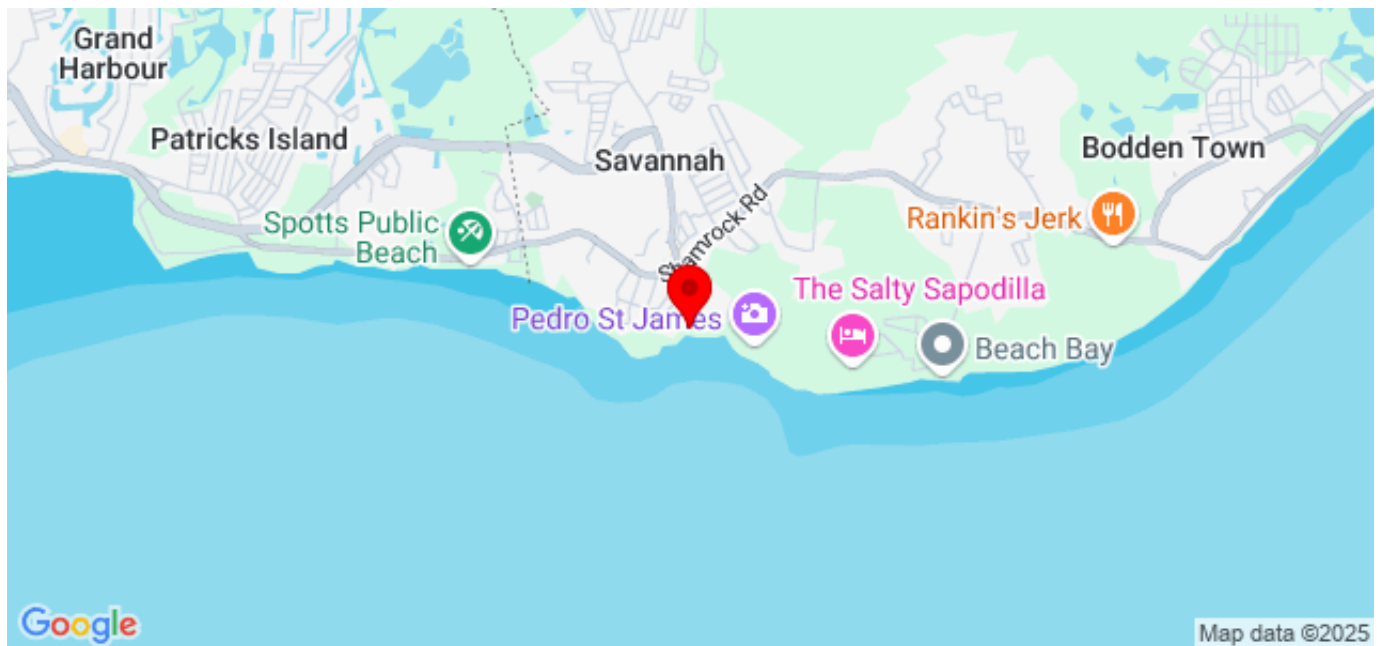 Grand
Harbour
Patricks Island
Savannah
Bodden Town
Shamrock Rd
Spotts Public
Beach
Rankin's Jerk
The Salty Sapodilla
Pedro St James
Beach Bay
Google
Map data ©2025